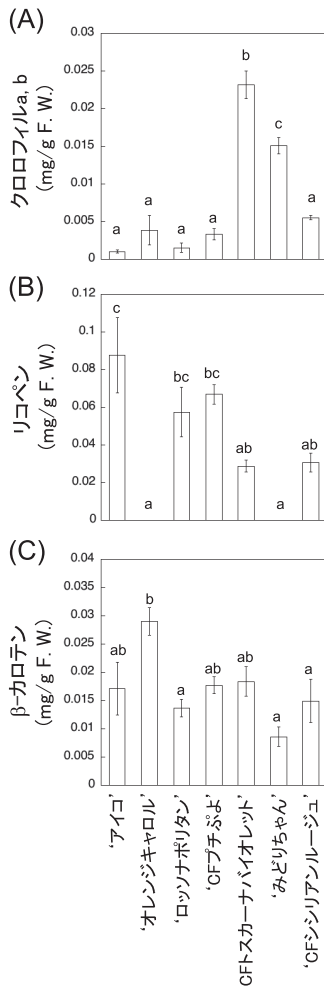 (A)
クロロフィルa, b
(mg/g F. W.)
0.03
0.025
0.02
0.015
0.01
0.005
0
a
a
a
a
b
c
a
(B)
リコペン
(mg/g F. W.)
0.12
0.1
0.08
0.06
0.04
0.02
0
c
a
bc
bc
ab
a
ab
(C)
β-カロテン
(mg/g F. W.)
0.04
0.035
0.03
0.025
0.02
0.015
0.01
0.005
0
ab
b
a
ab
ab
a
a
‘アイコ’
‘オレンジキャロル’
‘ロッソナポリタン’
‘CFプチぷよ’
CFトスカーナバイオレット’
‘みどりちゃん’
‘CFシシリアンルージュ’